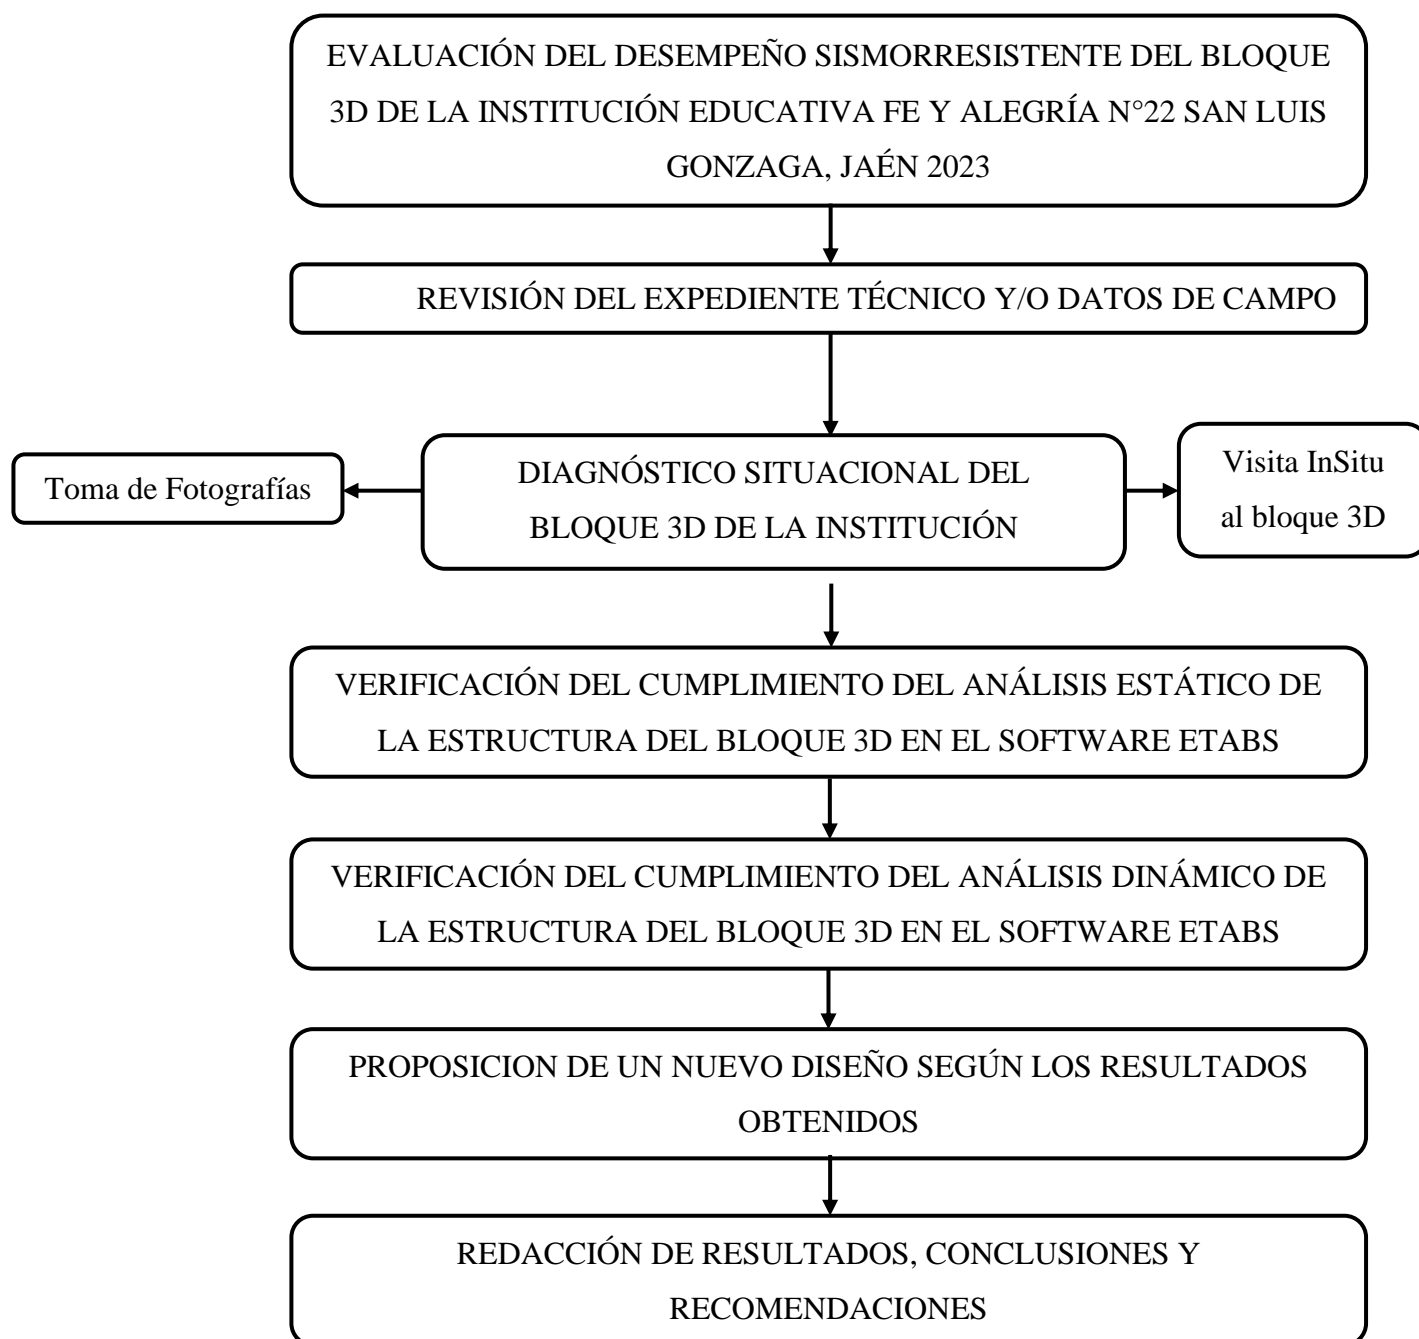 EVALUACIÓN DEL DESEMPEÑO SISMORRESISTENTE DEL BLOQUE
3D DE LA INSTITUCIÓN EDUCATIVA FE Y ALEGRÍA N°22 SAN LUIS
GONZAGA, JAÉN 2023
REVISIÓN DEL EXPEDIENTE TÉCNICO Y/O DATOS DE CAMPO
Toma de Fotografías
DIAGNÓSTICO SITUACIONAL DEL
BLOQUE 3D DE LA INSTITUCIÓN
Visita InSitu
al bloque 3D
VERIFICACIÓN DEL CUMPLIMIENTO DEL ANÁLISIS ESTÁTICO DE
LA ESTRUCTURA DEL BLOQUE 3D EN EL SOFTWARE ETABS
VERIFICACIÓN DEL CUMPLIMIENTO DEL ANÁLISIS DINÁMICO DE
LA ESTRUCTURA DEL BLOQUE 3D EN EL SOFTWARE ETABS
PROPOSICION DE UN NUEVO DISEÑO SEGÚN LOS RESULTADOS
OBTENIDOS
REDACCIÓN DE RESULTADOS, CONCLUSIONES Y
RECOMENDACIONES